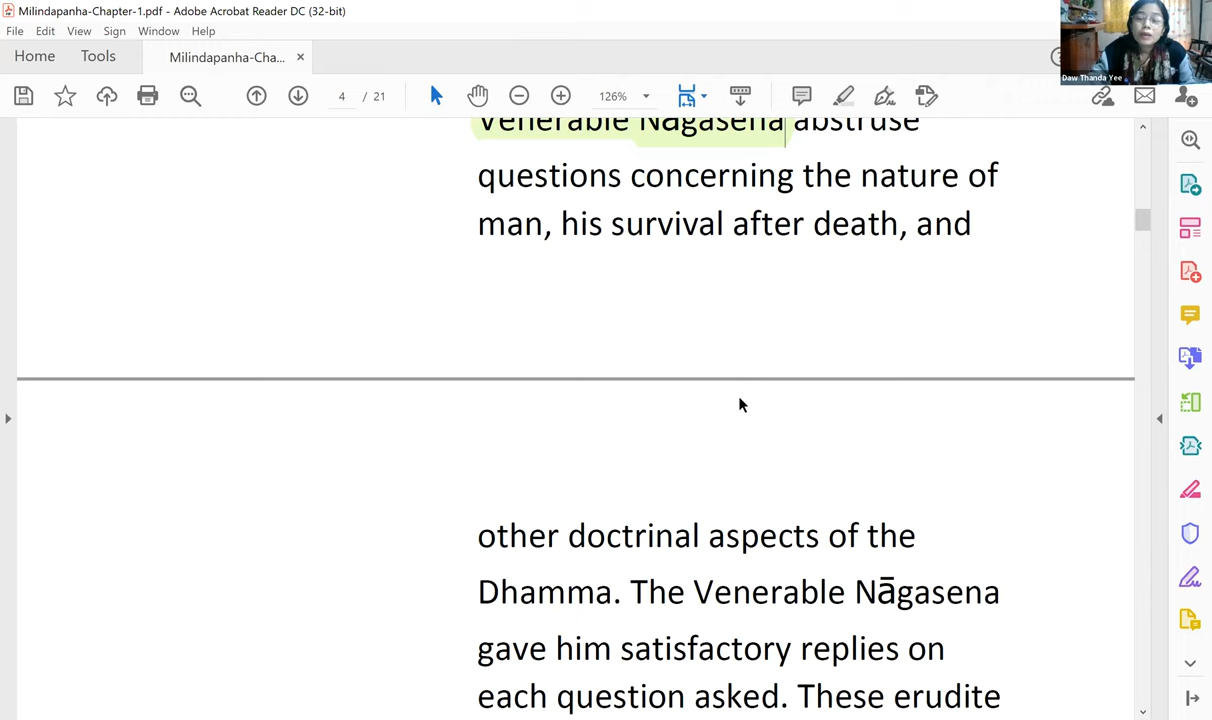 Milindapanha-Chapter-1.pdf - Adobe Acrobat Reader DC (32-bit)
File Edit View Sign Window Help
Home Tools Milindapanha-Cha... ×
4 / 21 126%
Daw Thanda Yee
Venerable Nāgasena abstruse
questions concerning the nature of
man, his survival after death, and
other doctrinal aspects of the
Dhamma. The Venerable Nāgasena
gave him satisfactory replies on
each question asked. These erudite